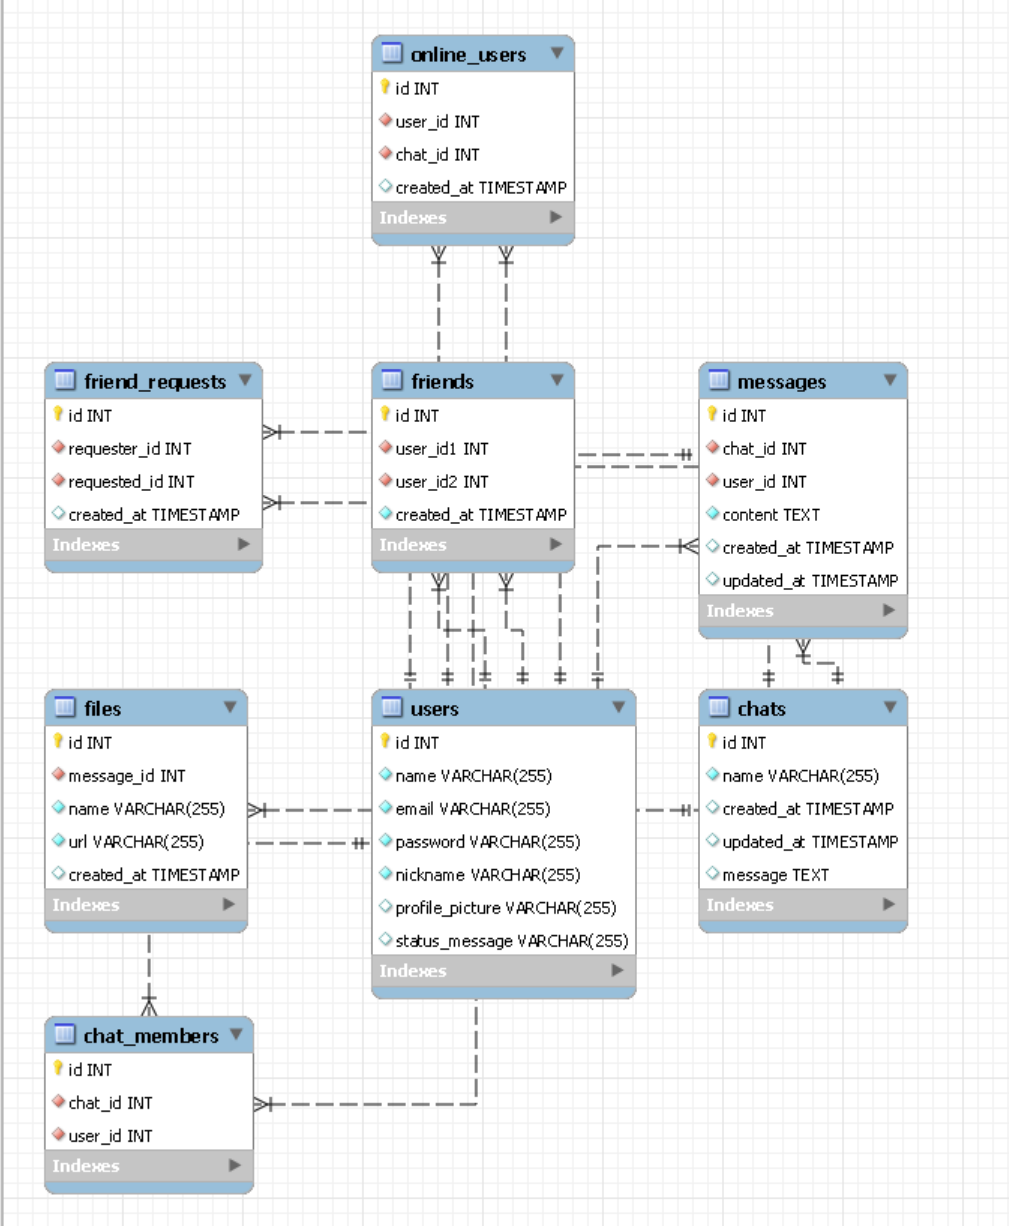 online_users
id INT
user_id INT
chat_id INT
created_at TIMESTAMP
Indexes
friend_requests
id INT
requester_id INT
requested_id INT
created_at TIMESTAMP
Indexes
friends
id INT
user_id1 INT
user_id2 INT
created_at TIMESTAMP
Indexes
messages
id INT
chat_id INT
user_id INT
content TEXT
created_at TIMESTAMP
updated_at TIMESTAMP
Indexes
files
id INT
message_id INT
name VARCHAR(255)
url VARCHAR(255)
created_at TIMESTAMP
Indexes
users
id INT
name VARCHAR(255)
email VARCHAR(255)
password VARCHAR(255)
nickname VARCHAR(255)
profile_picture VARCHAR(255)
status_message VARCHAR(255)
Indexes
chats
id INT
name VARCHAR(255)
created_at TIMESTAMP
updated_at TIMESTAMP
message TEXT
Indexes
chat_members
id INT
chat_id INT
user_id INT
Indexes